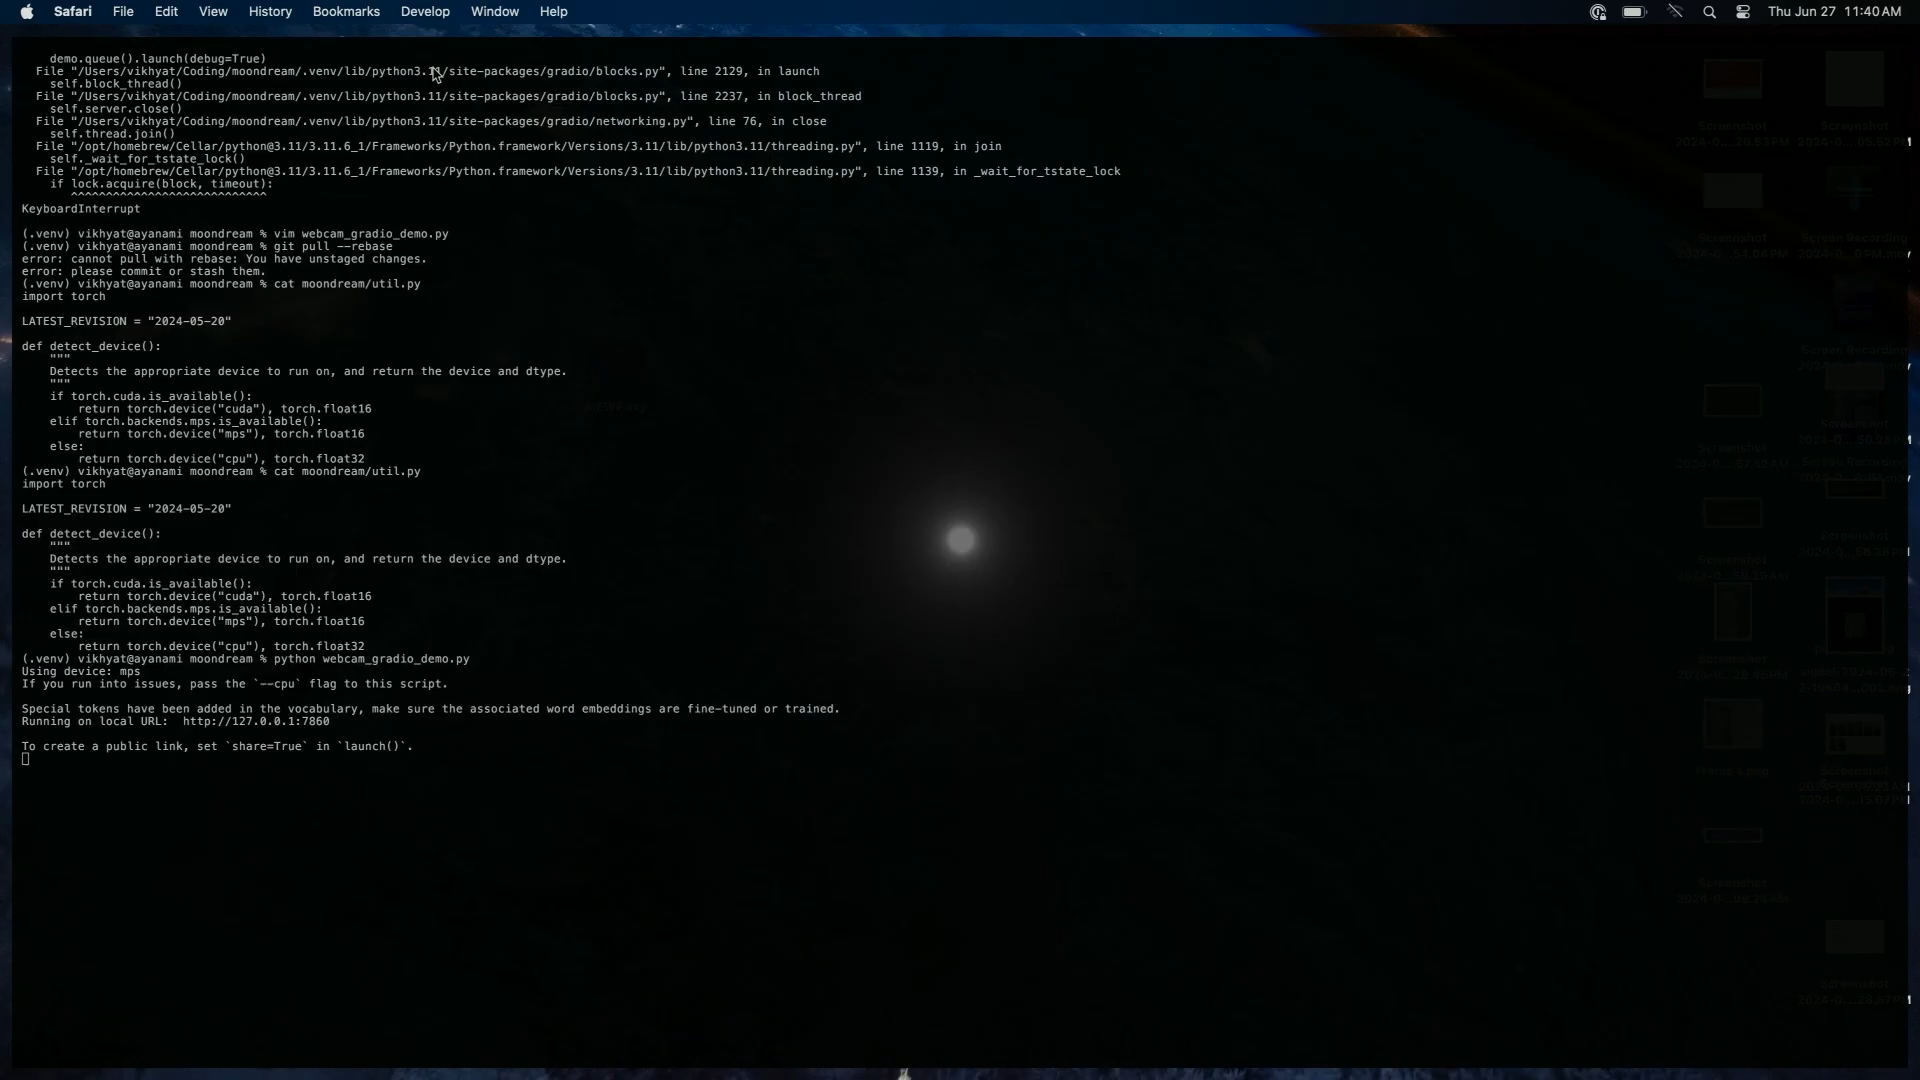 Safari File Edit View History Bookmarks Develop Window Help Thu Jun 27 11:40 AM
demo.queue().launch(debug=True)
File "/Users/vikhyat/Coding/moondream/.venv/lib/python3.11/site-packages/gradio/blocks.py", line 2129, in launch
self.block_thread()
File "/Users/vikhyat/Coding/moondream/.venv/lib/python3.11/site-packages/gradio/blocks.py", line 2237, in block_thread
self.server.close()
File "/Users/vikhyat/Coding/moondream/.venv/lib/python3.11/site-packages/gradio/networking.py", line 76, in close
self.thread.join()
File "/opt/homebrew/Cellar/python@3.11/3.11.6_1/Frameworks/Python.framework/Versions/3.11/lib/python3.11/threading.py", line 1119, in join
self._wait_for_tstate_lock()
File "/opt/homebrew/Cellar/python@3.11/3.11.6_1/Frameworks/Python.framework/Versions/3.11/lib/python3.11/threading.py", line 1139, in _wait_for_tstate_lock
if lock.acquire(block, timeout):
^^^^^^^^^^^^^^^^^^^^^^^^^^^^
KeyboardInterrupt
(.venv) vikhyat@ayanami moondream % vim webcam_gradio_demo.py
(.venv) vikhyat@ayanami moondream % git pull --rebase
error: cannot pull with rebase: You have unstaged changes.
error: please commit or stash them.
(.venv) vikhyat@ayanami moondream % cat moondream/util.py
import torch
LATEST_REVISION = "2024-05-20"
def detect_device():
"""
Detects the appropriate device to run on, and return the device and dtype.
"""
if torch.cuda.is_available():
return torch.device("cuda"), torch.float16
elif torch.backends.mps.is_available():
return torch.device("mps"), torch.float16
else:
return torch.device("cpu"), torch.float32
(.venv) vikhyat@ayanami moondream % cat moondream/util.py
import torch
LATEST_REVISION = "2024-05-20"
def detect_device():
"""
Detects the appropriate device to run on, and return the device and dtype.
"""
if torch.cuda.is_available():
return torch.device("cuda"), torch.float16
elif torch.backends.mps.is_available():
return torch.device("mps"), torch.float16
else:
return torch.device("cpu"), torch.float32
(.venv) vikhyat@ayanami moondream % python webcam_gradio_demo.py
Using device: mps
If you run into issues, pass the `--cpu` flag to this script.
Special tokens have been added in the vocabulary, make sure the associated word embeddings are fine-tuned or trained.
Running on local URL:  http://127.0.0.1:7860
To create a public link, set `share=True` in `launch()`.